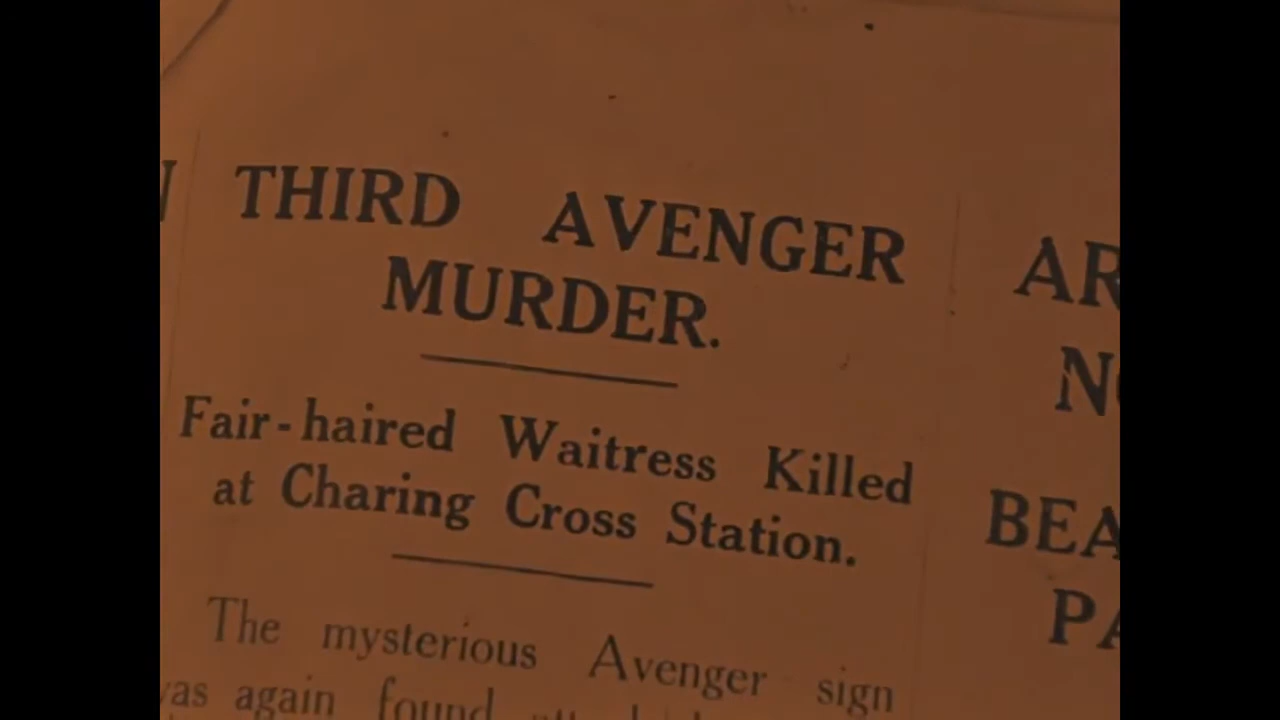 THIRD AVENGER
MURDER.
Fair-haired Waitress Killed
at Charing Cross Station.
The mysterious Avenger sign
was again found
AR
NO
BEA
PA